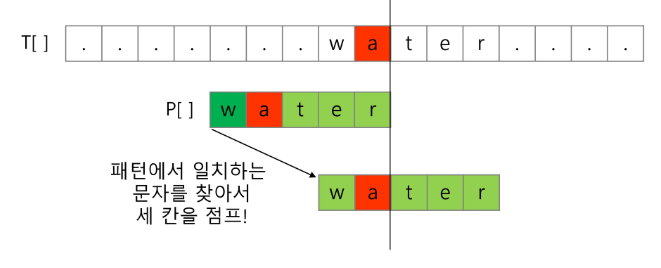 T[ ] . . . . . . . w a t e r . . . .
P[ ] w a t e r
패턴에서 일치하는
문자를 찾아서
세 칸을 점프!
w a t e r